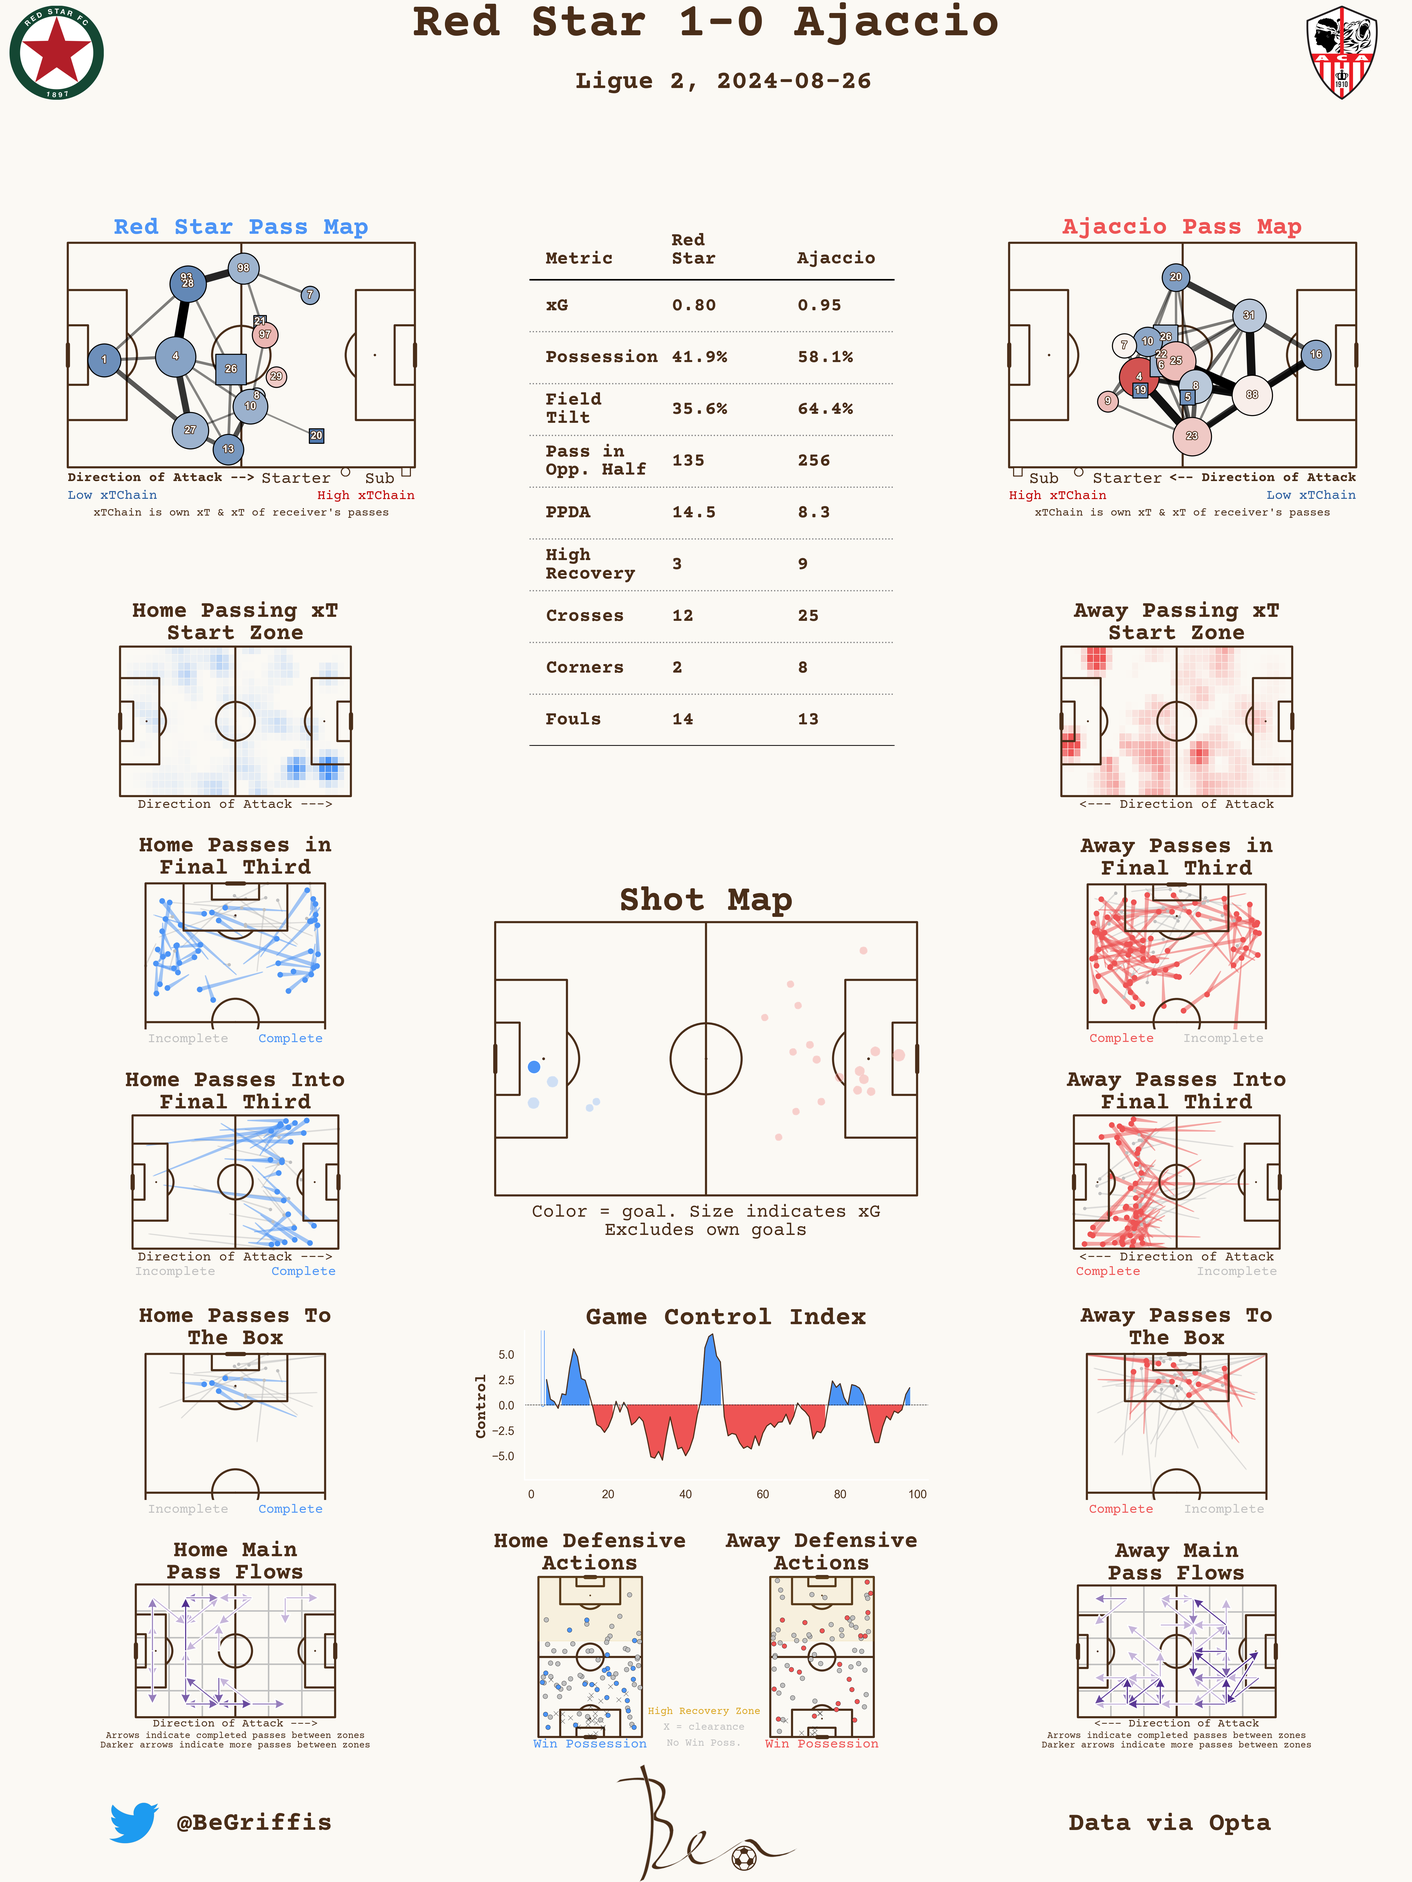 RED STAR FC
1897
Red Star 1-0 Ajaccio
Ligue 2, 2024-08-26
ACA
1910
Red Star Pass Map
93
28
98
7
21
97
1
4
26
29
8
10
27
13
20
Direction of Attack --> Starter Sub
Low xTChain High xTChain
xTChain is own xT & xT of receiver's passes
Metric Red Star Ajaccio
xG 0.80 0.95
Possession 41.9% 58.1%
Field Tilt 35.6% 64.4%
Pass in Opp. Half 135 256
PPDA 14.5 8.3
High Recovery 3 9
Crosses 12 25
Corners 2 8
Fouls 14 13
Ajaccio Pass Map
20
31
7
10
26
22
25
6
16
4
19
8
5
88
9
23
Sub Starter <-- Direction of Attack
High xTChain Low xTChain
xTChain is own xT & xT of receiver's passes
Home Passing xT
Start Zone
Direction of Attack --->
Away Passing xT
Start Zone
<--- Direction of Attack
Home Passes in
Final Third
Incomplete Complete
Shot Map
Color = goal. Size indicates xG
Excludes own goals
Away Passes in
Final Third
Complete Incomplete
Home Passes Into
Final Third
Direction of Attack --->
Incomplete Complete
Away Passes Into
Final Third
<--- Direction of Attack
Complete Incomplete
Home Passes To
The Box
Incomplete Complete
Game Control Index
Control
5.0
2.5
0.0
−2.5
−5.0
0 20 40 60 80 100
Away Passes To
The Box
Complete Incomplete
Home Main
Pass Flows
Direction of Attack --->
Arrows indicate completed passes between zones
Darker arrows indicate more passes between zones
Home Defensive
Actions
Win Possession
High Recovery Zone
X = clearance
No Win Poss.
Away Defensive
Actions
Win Possession
Away Main
Pass Flows
<--- Direction of Attack
Arrows indicate completed passes between zones
Darker arrows indicate more passes between zones
@BeGriffis
Ben
Data via Opta